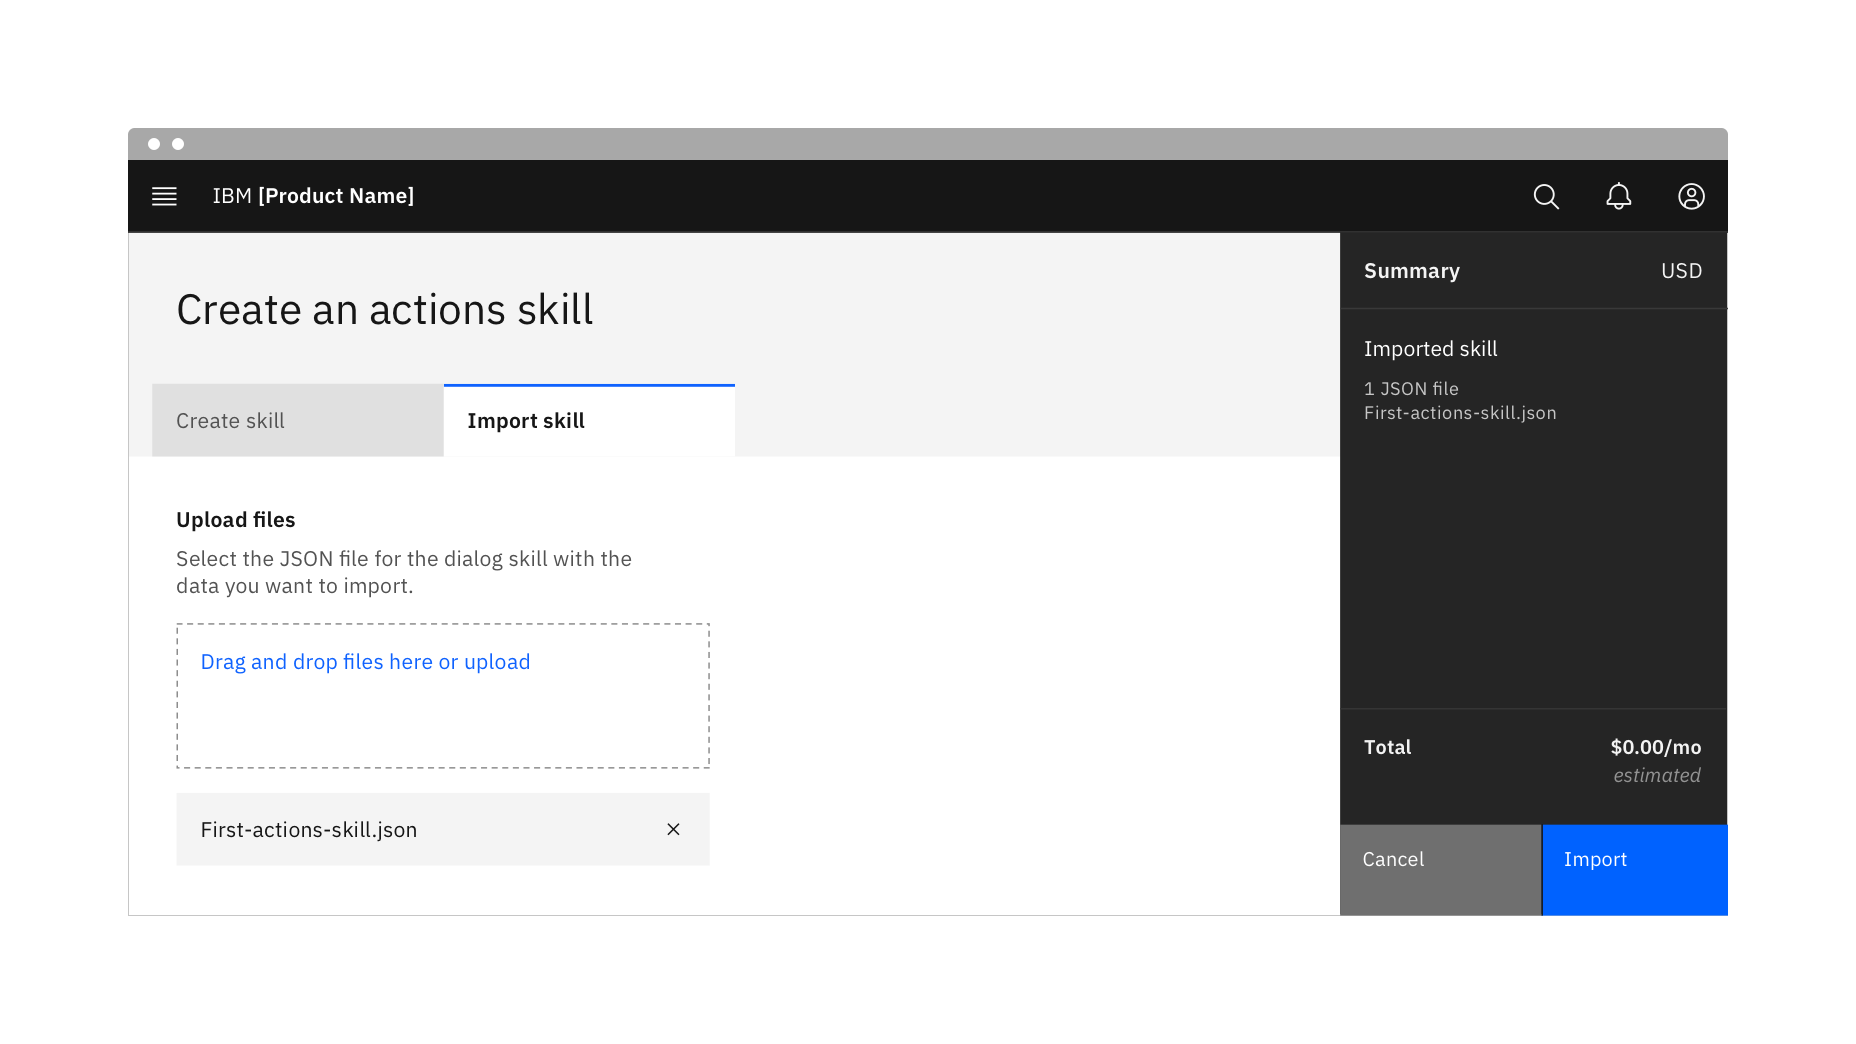 IBM [Product Name]
Create an actions skill
Create skill
Import skill
Upload files
Select the JSON file for the dialog skill with the
data you want to import.
Drag and drop files here or upload
First-actions-skill.json
Summary
USD
Imported skill
1 JSON file
First-actions-skill.json
Total
$0.00/mo
estimated
Cancel
Import